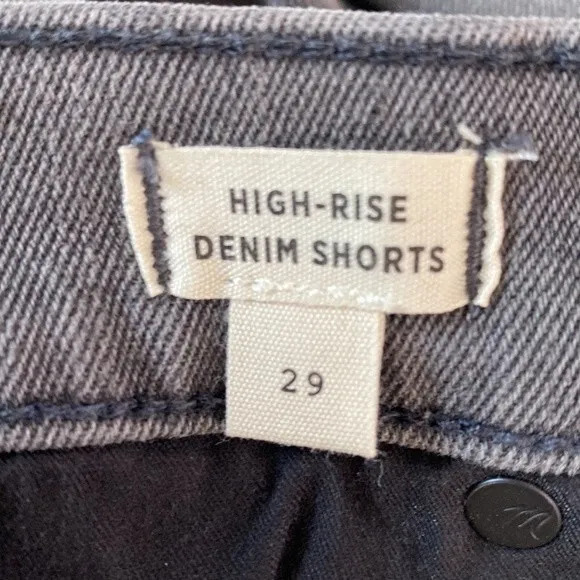 HIGH-RISE
DENIM SHORTS
29
M